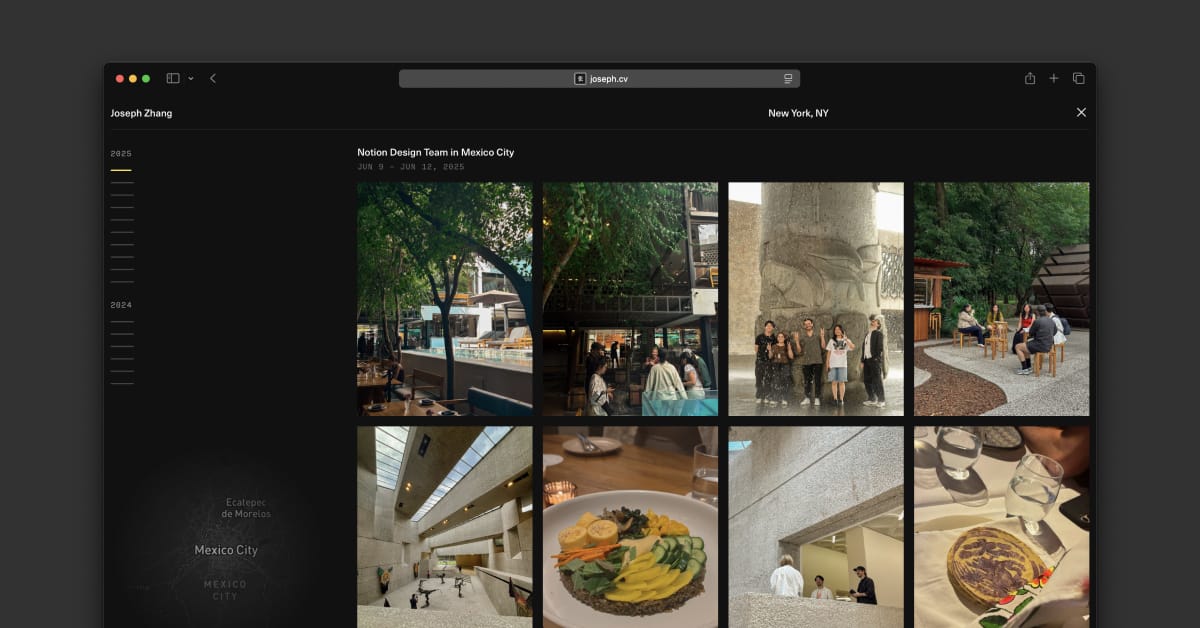 joseph.cv
Joseph Zhang
New York, NY
2025
Notion Design Team in Mexico City
JUN 9 – JUN 12, 2025
2024
Ecatepec
de Morelos
Mexico City
MEXICO
CITY